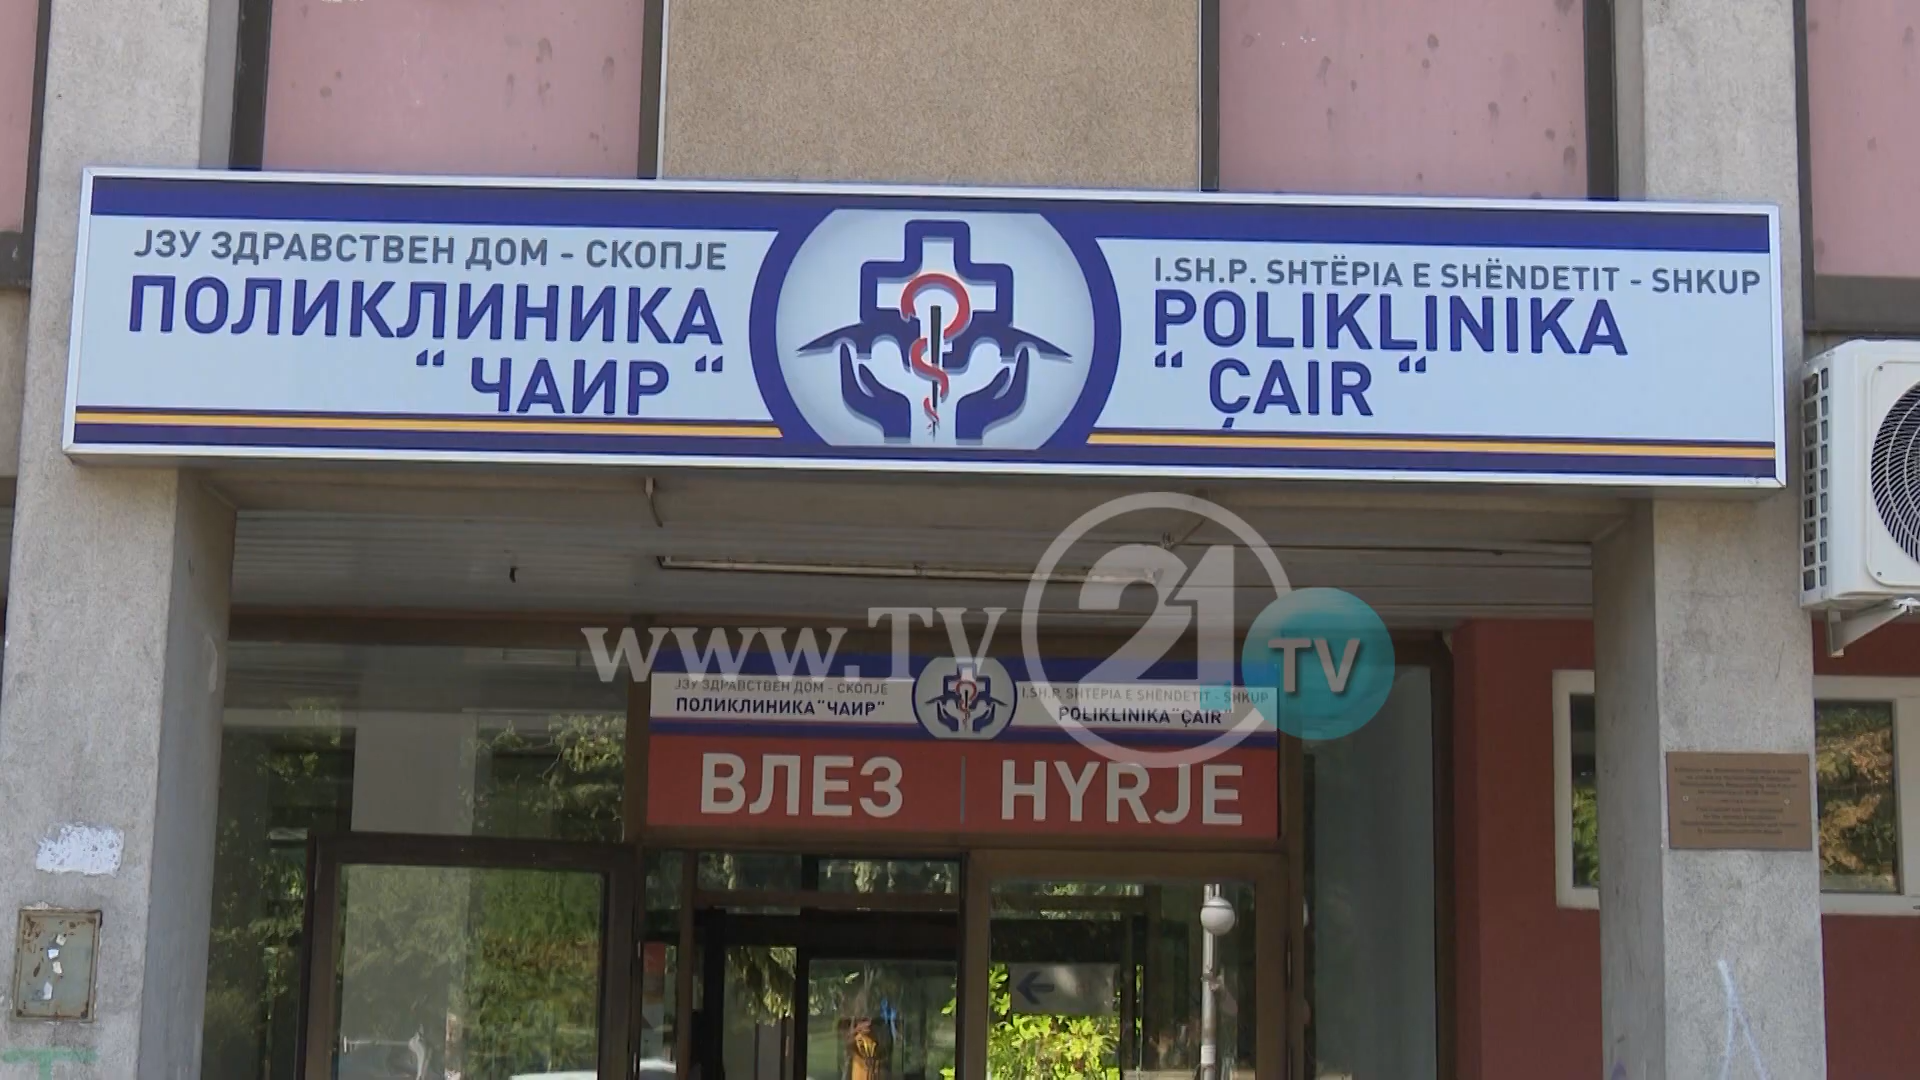 ЈЗУ ЗДРАВСТВЕН ДОМ - СКОПЈЕ
ПОЛИКЛИНИКА
“ ЧАИР “
I.SH.P. SHTËPIA E SHËNDETIT - SHKUP
POLIKLINIKA
“ ÇAIR “
www.TV21
TV
ЈЗУ ЗДРАВСТВЕН ДОМ - СКОПЈЕ
ПОЛИКЛИНИКА “ЧАИР“
I.SH.P. SHTËPIA E SHËNDETIT - SHKUP
POLIKLINIKA “ÇAIR“
ВЛЕЗ | HYRJE